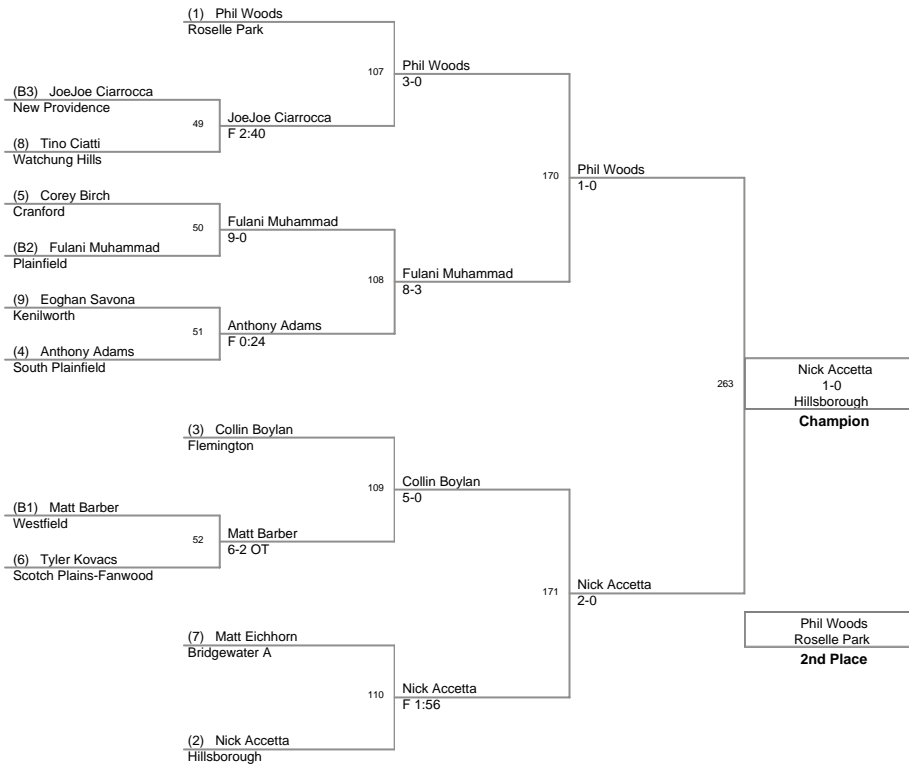 (1) Phil Woods
Roselle Park
107
Phil Woods
3-0
(B3) JoeJoe Ciarrocca
New Providence
49
JoeJoe Ciarrocca
F 2:40
(8) Tino Ciatti
Watchung Hills
170
Phil Woods
1-0
(5) Corey Birch
Cranford
50
Fulani Muhammad
9-0
(B2) Fulani Muhammad
Plainfield
108
Fulani Muhammad
8-3
(9) Eoghan Savona
Kenilworth
51
Anthony Adams
F 0:24
(4) Anthony Adams
South Plainfield
263
Nick Accetta
1-0
Hillsborough
Champion
(3) Collin Boylan
Flemington
109
Collin Boylan
5-0
(B1) Matt Barber
Westfield
52
Matt Barber
6-2 OT
(6) Tyler Kovacs
Scotch Plains-Fanwood
171
Nick Accetta
2-0
(7) Matt Eichhorn
Bridgewater A
110
Nick Accetta
F 1:56
(2) Nick Accetta
Hillsborough
Phil Woods
Roselle Park
2nd Place